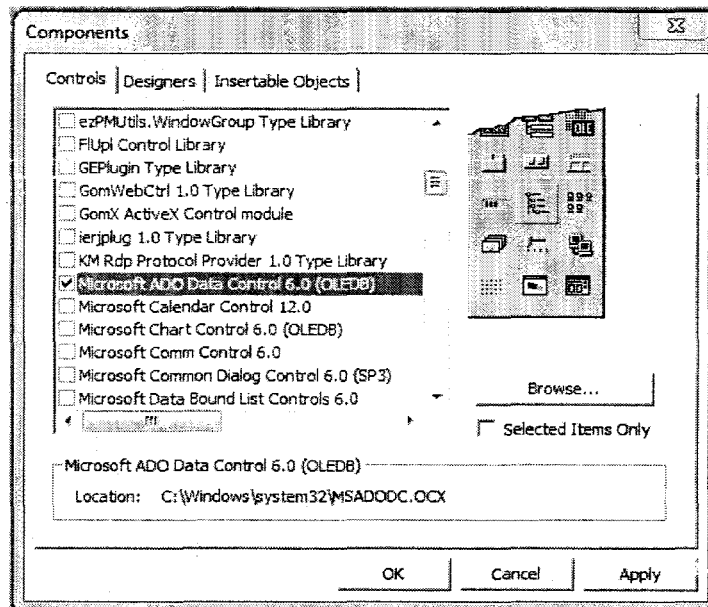 Components
Controls
Designers
Insertable Objects
ezPMUtils.WindowGroup Type Library
FlUpl Control Library
GEPlugin Type Library
GomWebCtrl 1.0 Type Library
GomX ActiveX Control module
ierjplug 1.0 Type Library
KM Rdp Protocol Provider 1.0 Type Library
Microsoft ADO Data Control 6.0 (OLEDB)
Microsoft Calendar Control 12.0
Microsoft Chart Control 6.0 (OLEDB)
Microsoft Comm Control 6.0
Microsoft Common Dialog Control 6.0 (SP3)
Microsoft Data Bound List Controls 6.0
Browse...
Selected Items Only
Microsoft ADO Data Control 6.0 (OLEDB)
Location: C:\Windows\system32\MSADODC.OCX
OK
Cancel
Apply